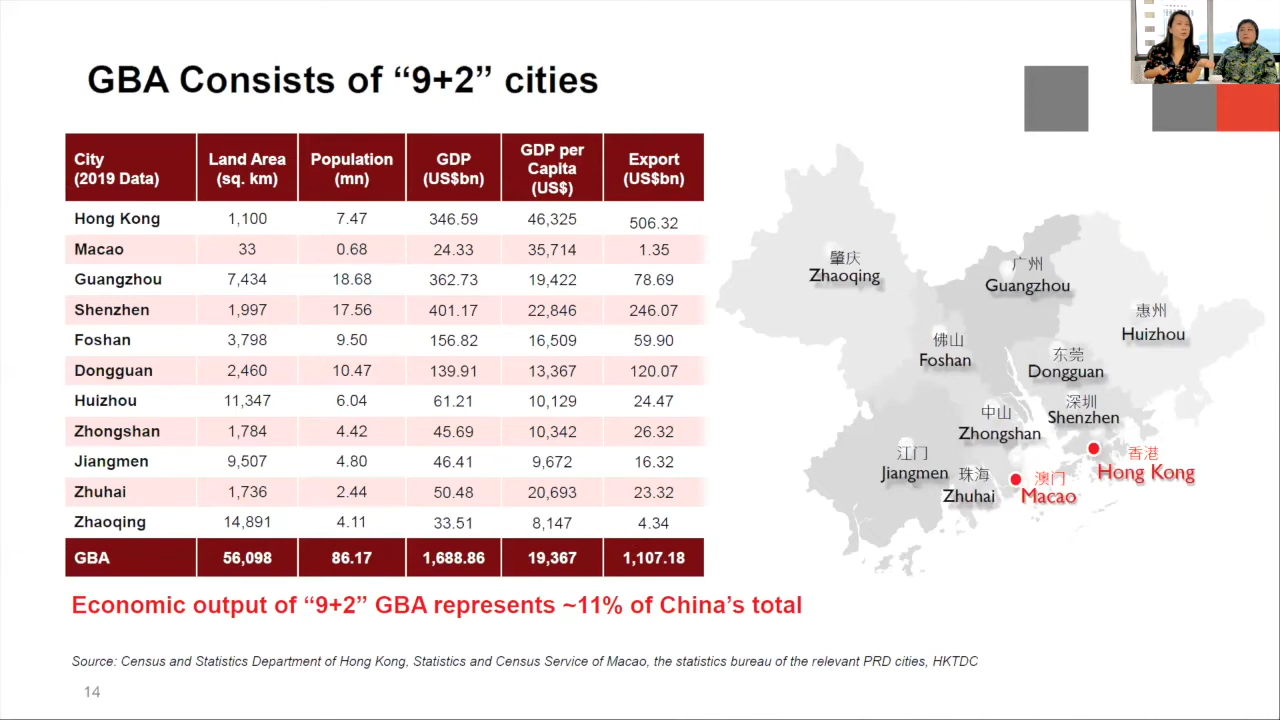 GBA Consists of “9+2” cities
City (2019 Data) Land Area (sq. km) Population (mn) GDP (US$bn) GDP per Capita (US$) Export (US$bn)
Hong Kong 1,100 7.47 346.59 46,325 506.32
Macao 33 0.68 24.33 35,714 1.35
Guangzhou 7,434 18.68 362.73 19,422 78.69
Shenzhen 1,997 17.56 401.17 22,846 246.07
Foshan 3,798 9.50 156.82 16,509 59.90
Dongguan 2,460 10.47 139.91 13,367 120.07
Huizhou 11,347 6.04 61.21 10,129 24.47
Zhongshan 1,784 4.42 45.69 10,342 26.32
Jiangmen 9,507 4.80 46.41 9,672 16.32
Zhuhai 1,736 2.44 50.48 20,693 23.32
Zhaoqing 14,891 4.11 33.51 8,147 4.34
GBA 56,098 86.17 1,688.86 19,367 1,107.18
肇庆
Zhaoqing
广州
Guangzhou
惠州
Huizhou
佛山
Foshan
东莞
Dongguan
深圳
Shenzhen
中山
Zhongshan
江门
Jiangmen
珠海
Zhuhai
澳门
Macao
香港
Hong Kong
Economic output of “9+2” GBA represents ~11% of China’s total
Source: Census and Statistics Department of Hong Kong, Statistics and Census Service of Macao, the statistics bureau of the relevant PRD cities, HKTDC
14